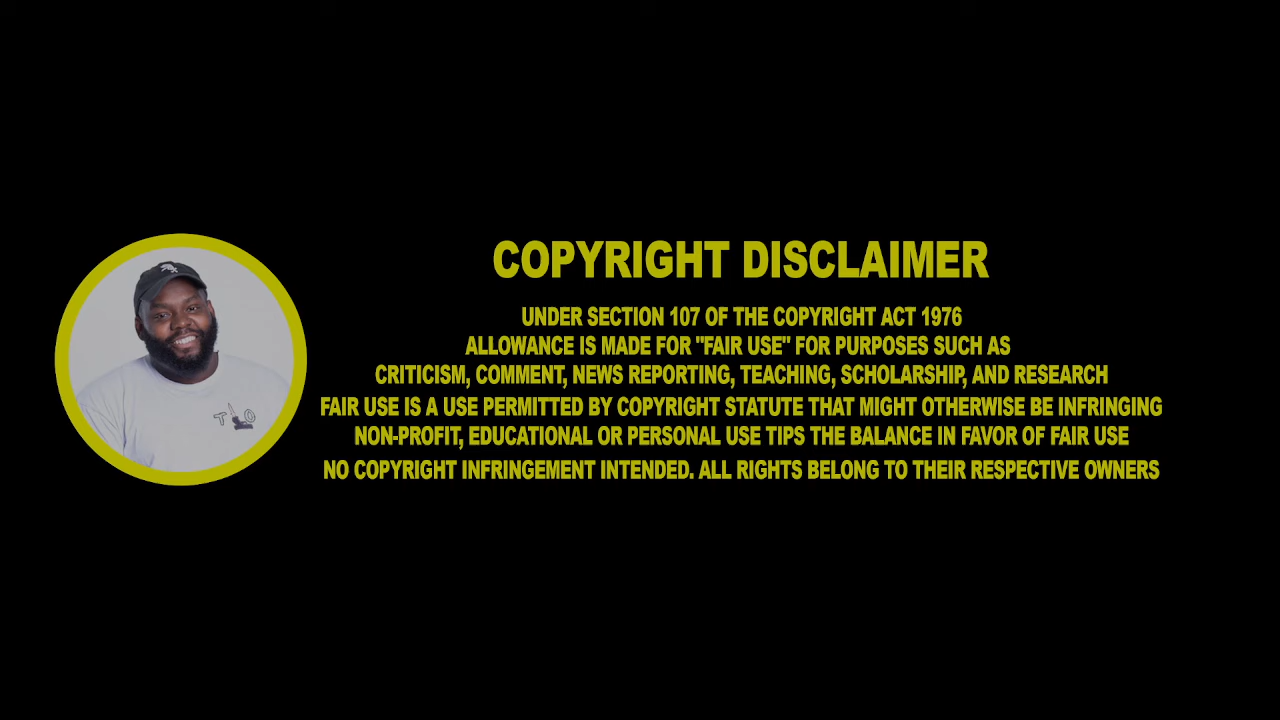 COPYRIGHT DISCLAIMER
UNDER SECTION 107 OF THE COPYRIGHT ACT 1976
ALLOWANCE IS MADE FOR "FAIR USE" FOR PURPOSES SUCH AS
CRITICISM, COMMENT, NEWS REPORTING, TEACHING, SCHOLARSHIP, AND RESEARCH
FAIR USE IS A USE PERMITTED BY COPYRIGHT STATUTE THAT MIGHT OTHERWISE BE INFRINGING
NON-PROFIT, EDUCATIONAL OR PERSONAL USE TIPS THE BALANCE IN FAVOR OF FAIR USE
NO COPYRIGHT INFRINGEMENT INTENDED. ALL RIGHTS BELONG TO THEIR RESPECTIVE OWNERS